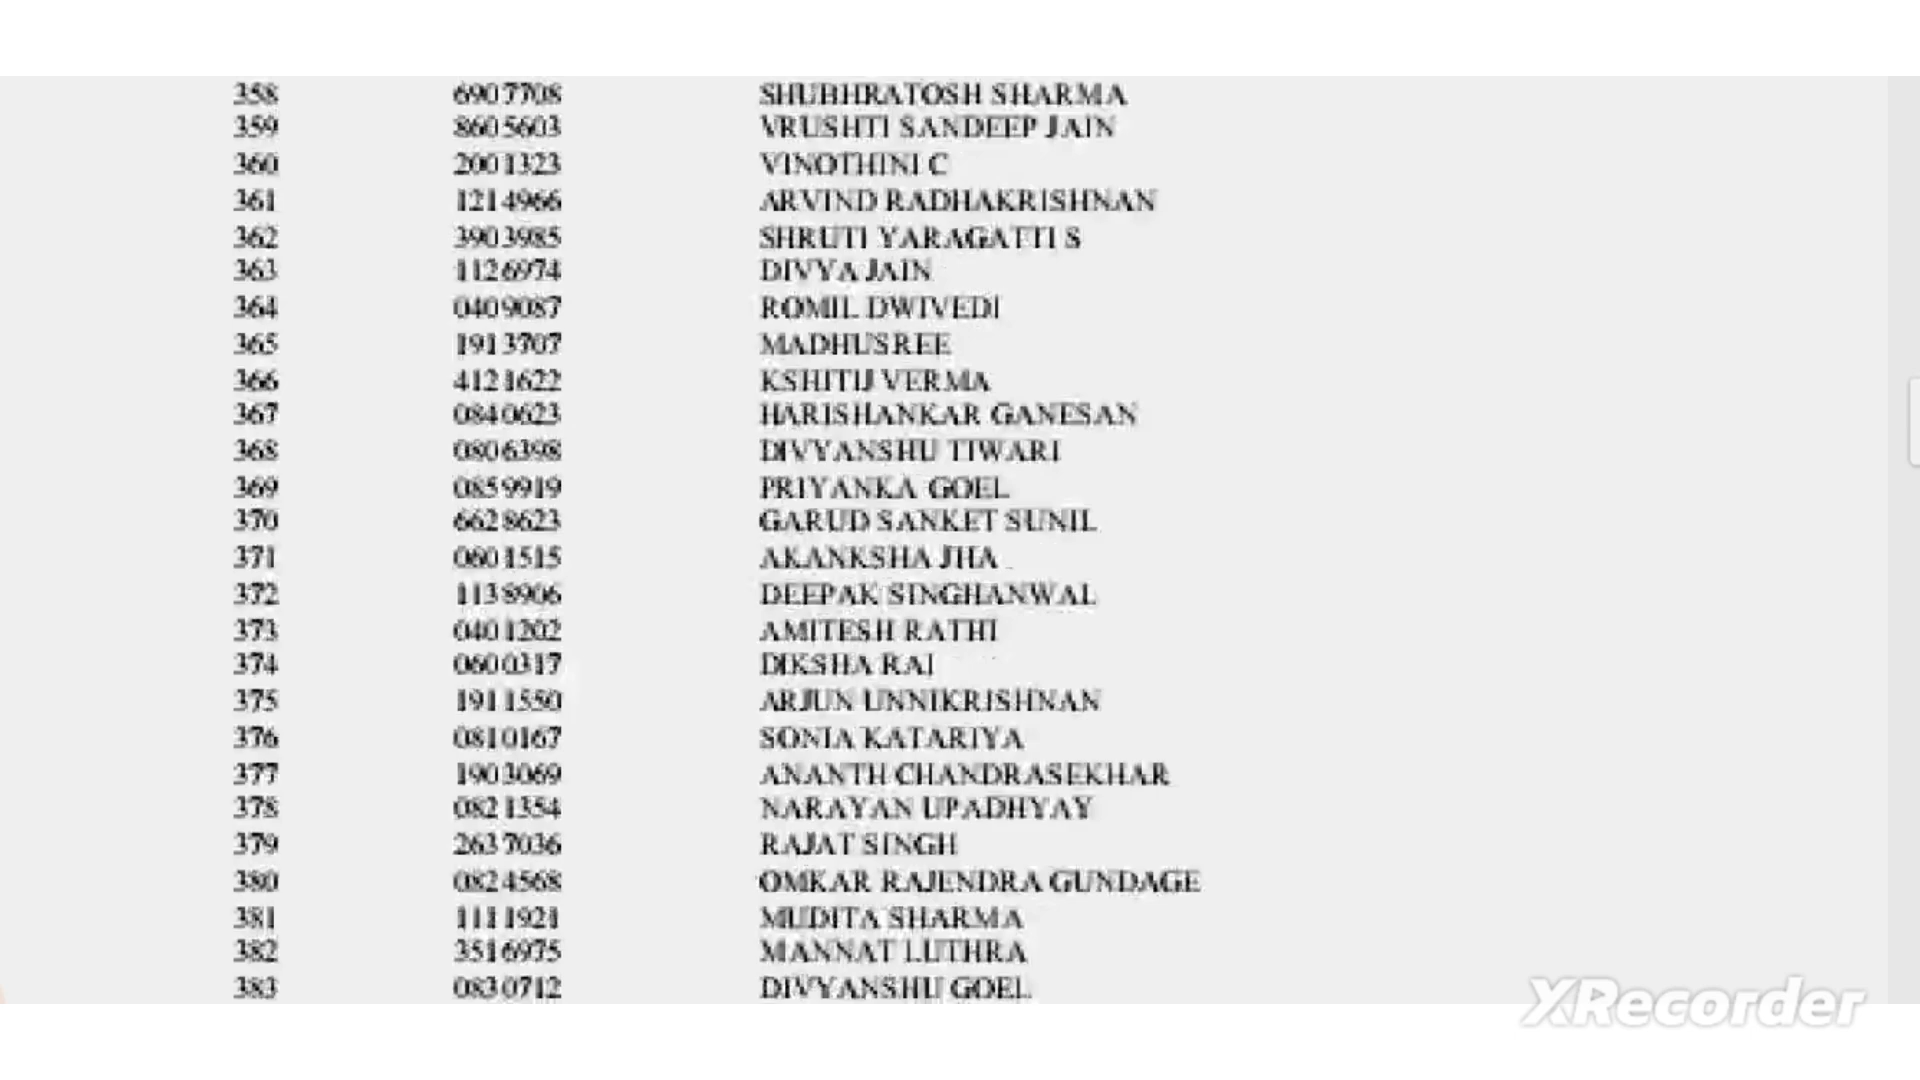 358 6907708 SHUBHRATOSH SHARMA
359 8605603 VRUSHTI SANDEEP JAIN
360 2001323 VINOTHINI C
361 1214966 ARVIND RADHAKRISHNAN
362 3903985 SHRUTI YARAGATTI S
363 1126974 DIVYA JAIN
364 0409087 ROMIL DWIVEDI
365 1913707 MADHUSREE
366 4121622 KSHITIJ VERMA
367 0840623 HARISHANKAR GANESAN
368 0806398 DIVYANSHU TIWARI
369 0859919 PRIYANKA GOEL
370 6628623 GARUD SANKET SUNIL
371 0601515 AKANKSHA JHA
372 1138906 DEEPAK SINGHANWAL
373 0401202 AMITESH RATHI
374 0600317 DIKSHA RAI
375 1911550 ARJUN UNNIKRISHNAN
376 0810167 SONIA KATARIYA
377 1903069 ANANTH CHANDRASEKHAR
378 0821354 NARAYAN UPADHYAY
379 2637036 RAJAT SINGH
380 0824568 OMKAR RAJENDRA GUNDAGE
381 1111921 MUDITA SHARMA
382 3516975 MANNAT LUTHRA
383 0830712 DIVYANSHU GOEL
XRecorder